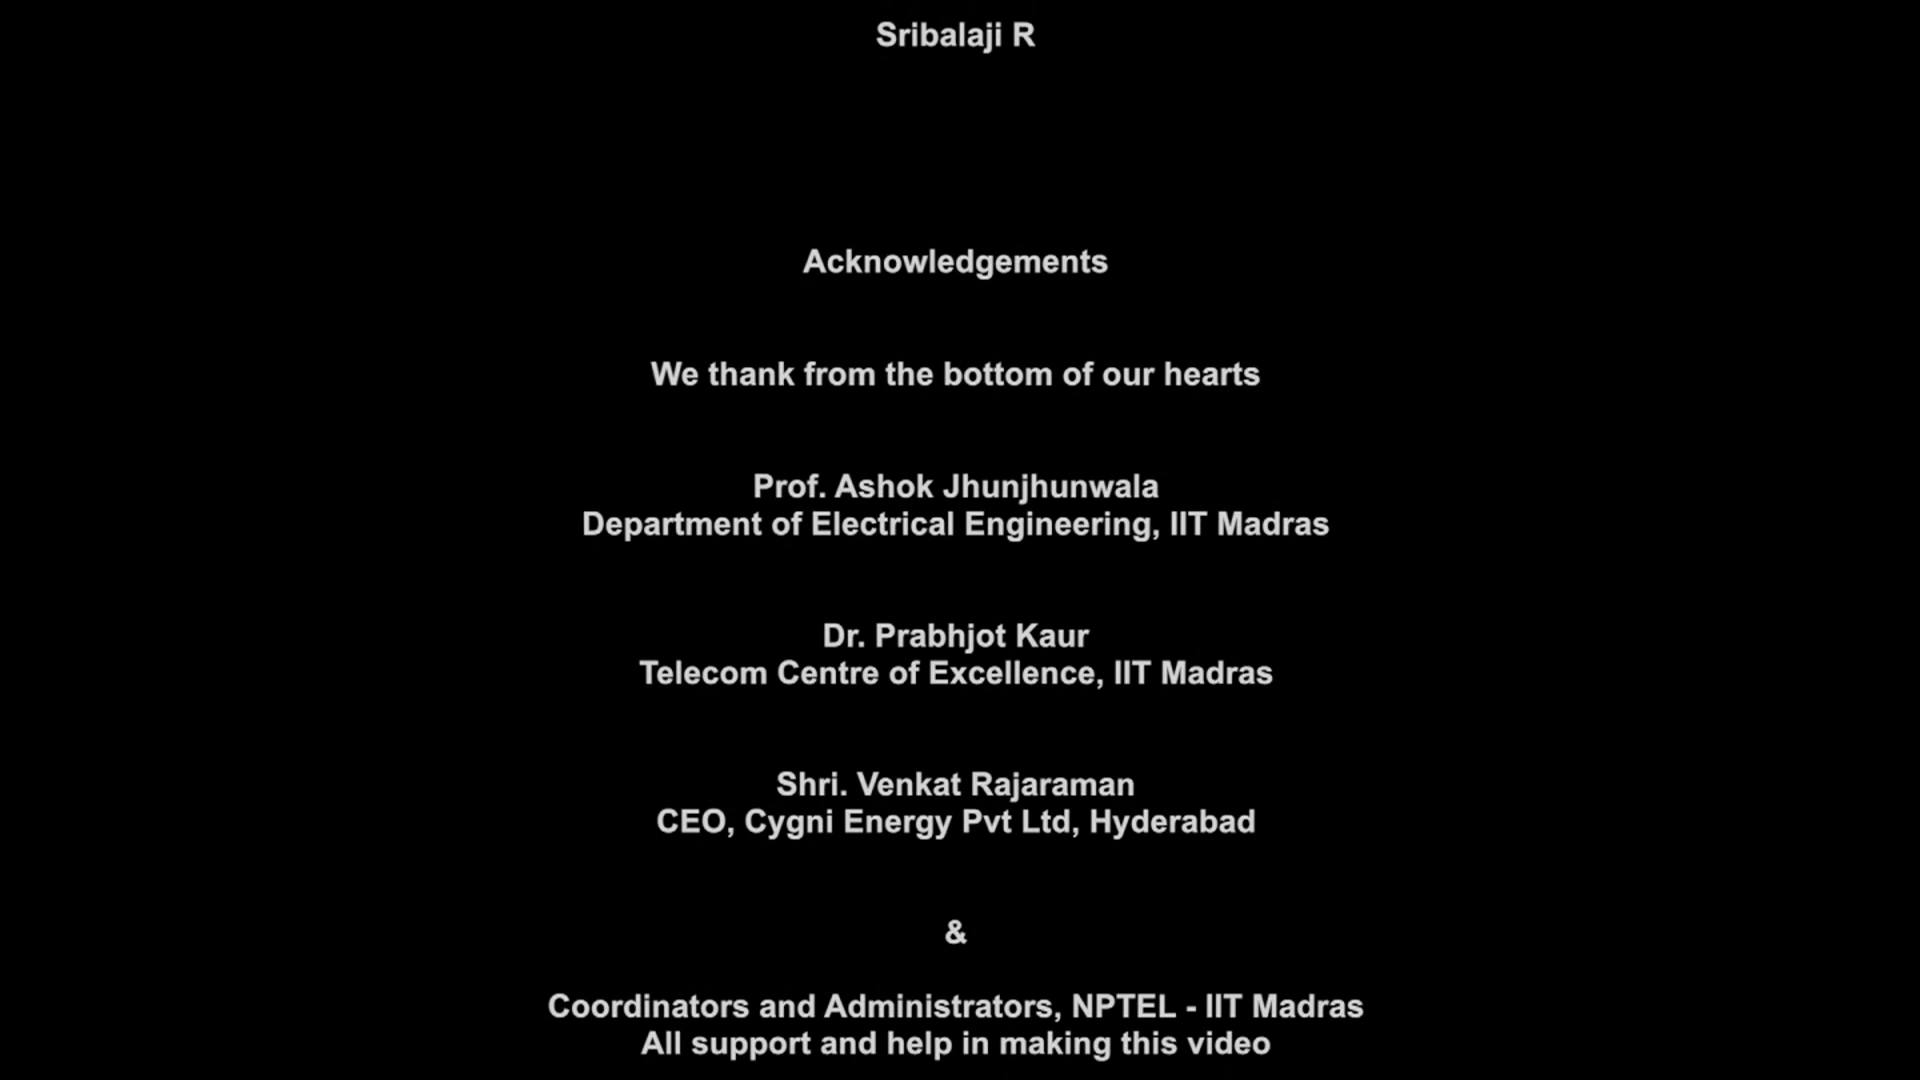 Sribalaji R
Acknowledgements
We thank from the bottom of our hearts
Prof. Ashok Jhunjhunwala
Department of Electrical Engineering, IIT Madras
Dr. Prabhjot Kaur
Telecom Centre of Excellence, IIT Madras
Shri. Venkat Rajaraman
CEO, Cygni Energy Pvt Ltd, Hyderabad
&
Coordinators and Administrators, NPTEL - IIT Madras
All support and help in making this video